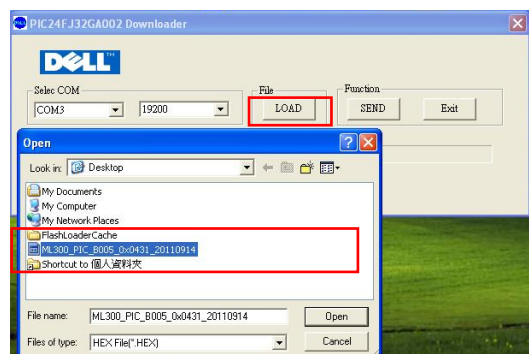 PIC24FJ32GA002 Downloader
DELL™
Selec COM
File
Function
COM3
19200
LOAD
SEND
Exit
Open
Look in:
Desktop
My Documents
My Computer
My Network Places
FlashLoaderCache
ML300_PIC_B005_0x0431_20110914
Shortcut to 個人資料夾
File name:
ML300_PIC_B005_0x0431_20110914
Open
Files of type:
HEX File(*.HEX)
Cancel